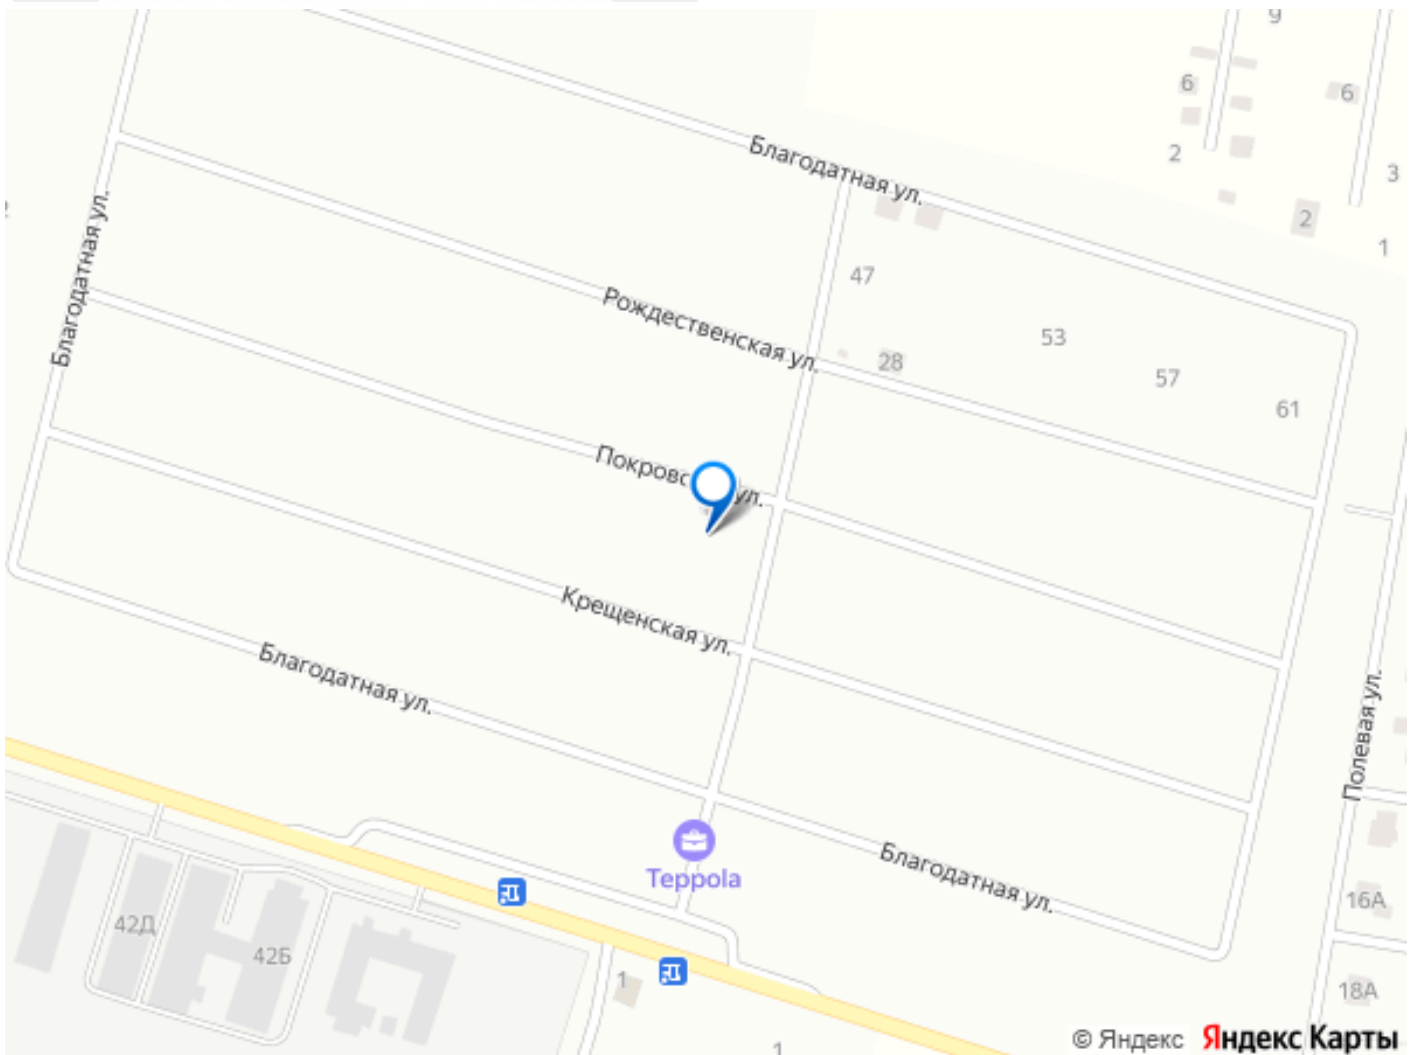 9
6
6
2
Благодатная ул.
3
2
1
Благодатная ул.
47
Рождественская ул.
28
53
57
61
Покровс
ул.
Крещенская ул.
Благодатная ул.
Полевая ул.
Teppola
Благодатная ул.
16А
42Д
42Б
1
18А
1
© Яндекс Яндекс Карты